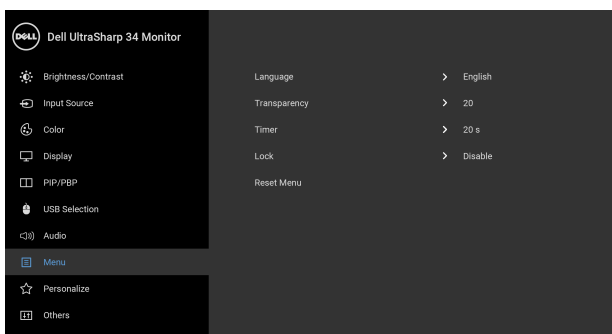 DELL Dell UltraSharp 34 Monitor
Brightness/Contrast
Input Source
Color
Display
PIP/PBP
USB Selection
Audio
Menu
Personalize
Others
Language > English
Transparency > 20
Timer > 20 s
Lock > Disable
Reset Menu